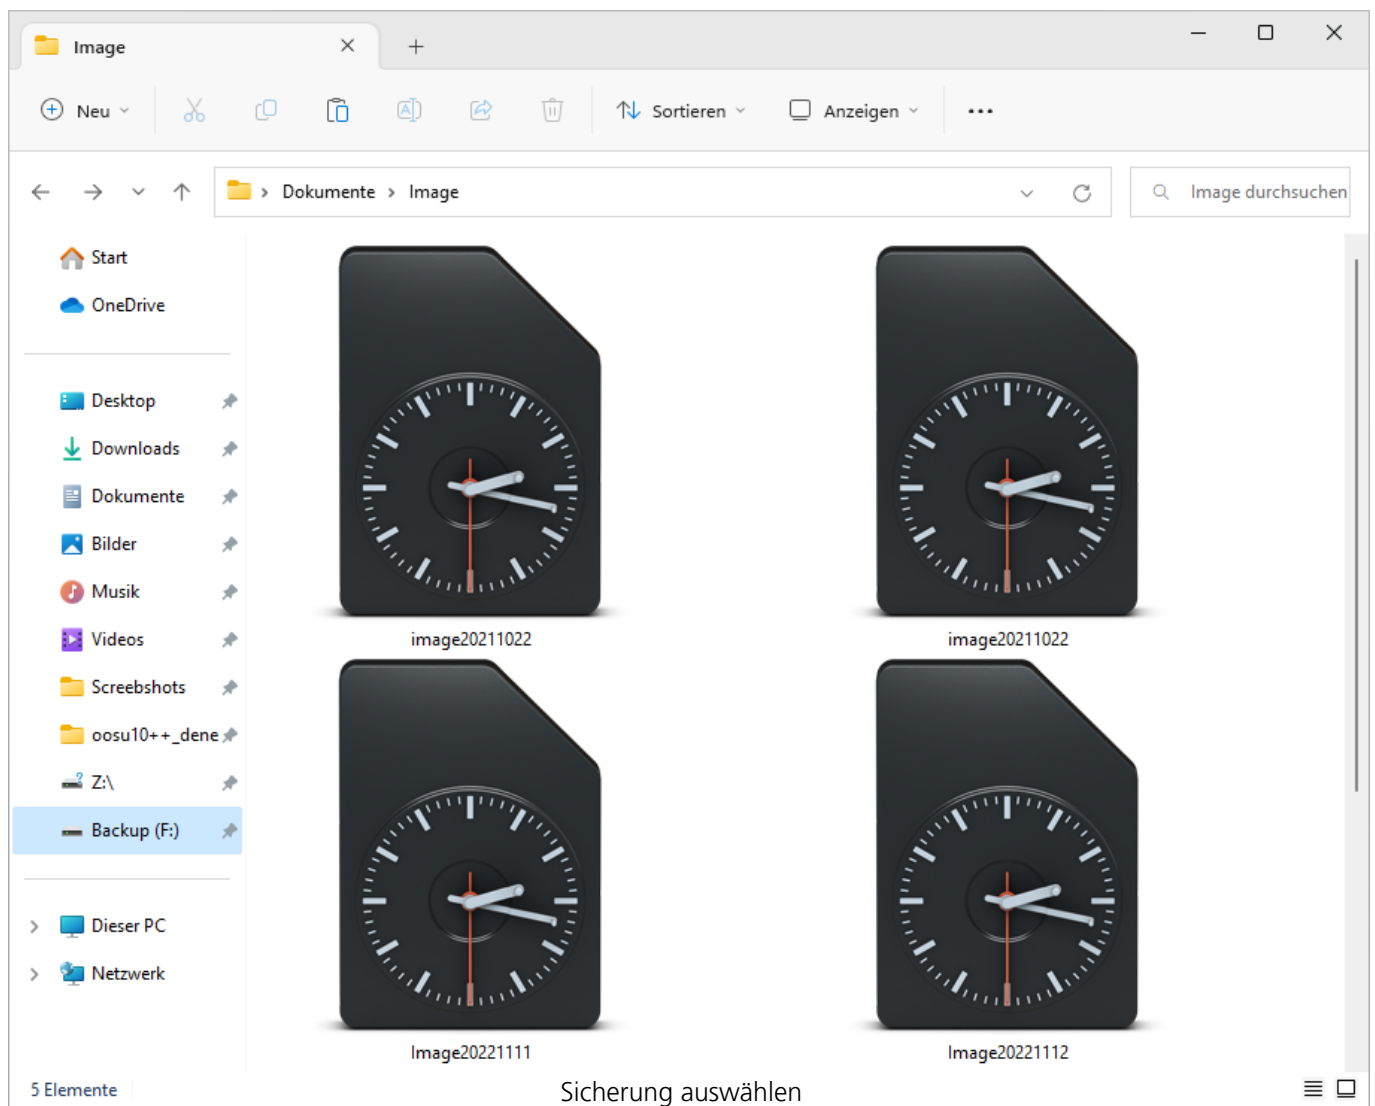 Image
Neu
Sortieren
Anzeigen
Dokumente > Image
Image durchsuchen
Start
OneDrive
Desktop
Downloads
Dokumente
Bilder
Musik
Videos
Screebshots
oosu10++_dene
Z:\
Backup (F:)
Dieser PC
Netzwerk
image20211022
image20211022
Image20221111
Image20221112
5 Elemente
Sicherung auswählen